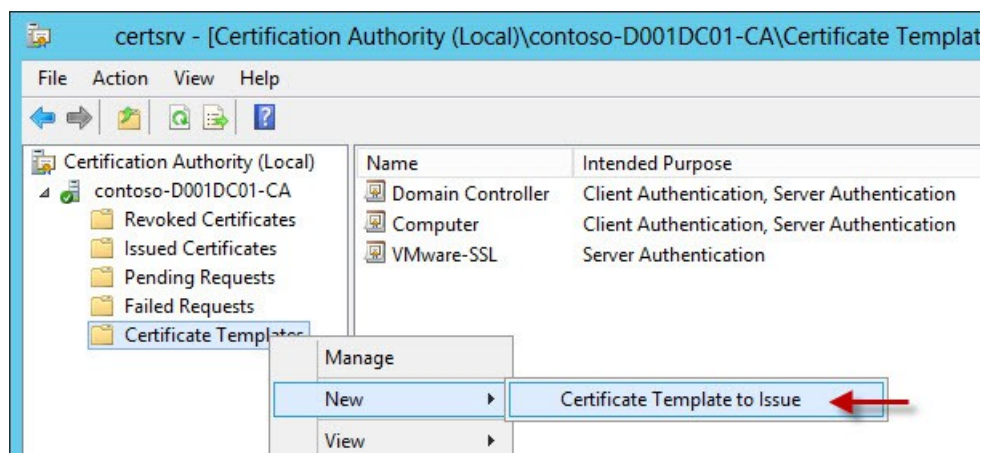 certsrv - [Certification Authority (Local)\contoso-D001DC01-CA\Certificate Templat
File Action View Help
Certification Authority (Local)
contoso-D001DC01-CA
Revoked Certificates
Issued Certificates
Pending Requests
Failed Requests
Certificate Templates
Name Intended Purpose
Domain Controller Client Authentication, Server Authentication
Computer Client Authentication, Server Authentication
VMware-SSL Server Authentication
Manage
New Certificate Template to Issue
View